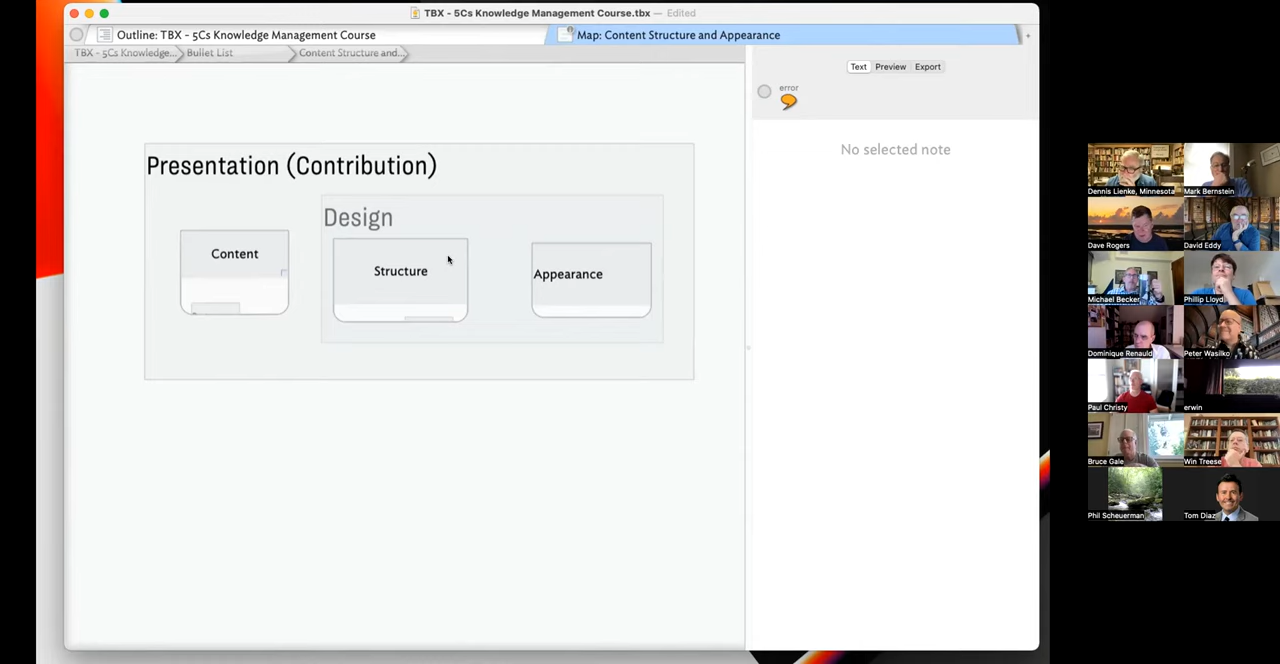 TBX - 5Cs Knowledge Management Course.tbx — Edited
Outline: TBX - 5Cs Knowledge Management Course
Map: Content Structure and Appearance
+
TBX - 5Cs Knowledge...
Bullet List
Content Structure and...
Text
Preview
Export
error
No selected note
Presentation (Contribution)
Design
Content
Structure
Appearance
Dennis Lienke, Minnesota
Mark Bernstein
Dave Rogers
David Eddy
Michael Becker
Phillip Lloyd
Dominique Renauld
Peter Wasilko
Paul Christy
erwin
Bruce Gale
Win Treese
Phil Scheuerman
Tom Diaz